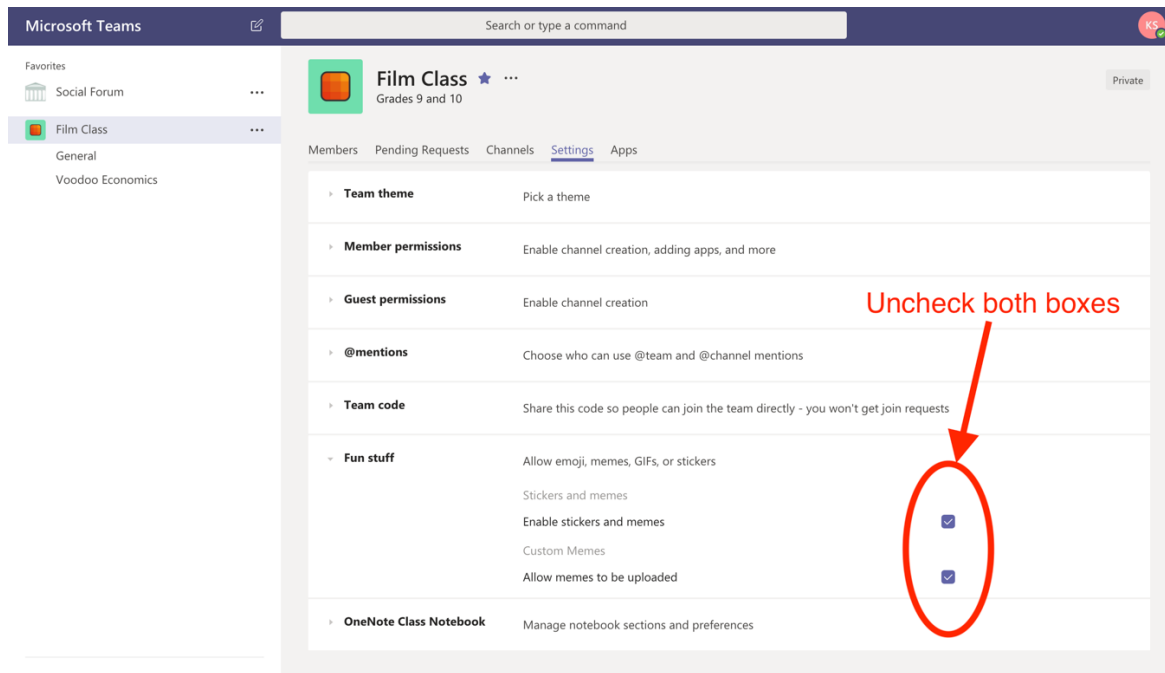 Microsoft Teams
Search or type a command
KS
Favorites
Social Forum
Film Class
General
Voodoo Economics
Film Class
Grades 9 and 10
Private
Members Pending Requests Channels Settings Apps
Team theme Pick a theme
Member permissions Enable channel creation, adding apps, and more
Guest permissions Enable channel creation
Uncheck both boxes
@mentions Choose who can use @team and @channel mentions
Team code Share this code so people can join the team directly - you won't get join requests
Fun stuff Allow emoji, memes, GIFs, or stickers
Stickers and memes
Enable stickers and memes
Custom Memes
Allow memes to be uploaded
OneNote Class Notebook Manage notebook sections and preferences